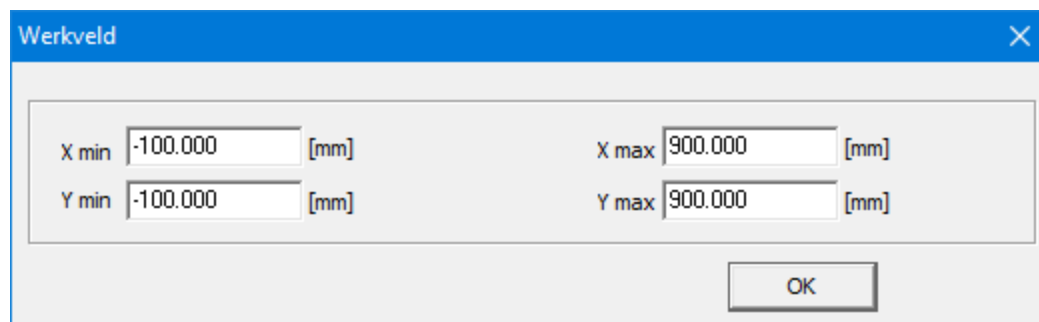 Werkveld
X min -100.000 [mm] X max 900.000 [mm]
Y min -100.000 [mm] Y max 900.000 [mm]
OK